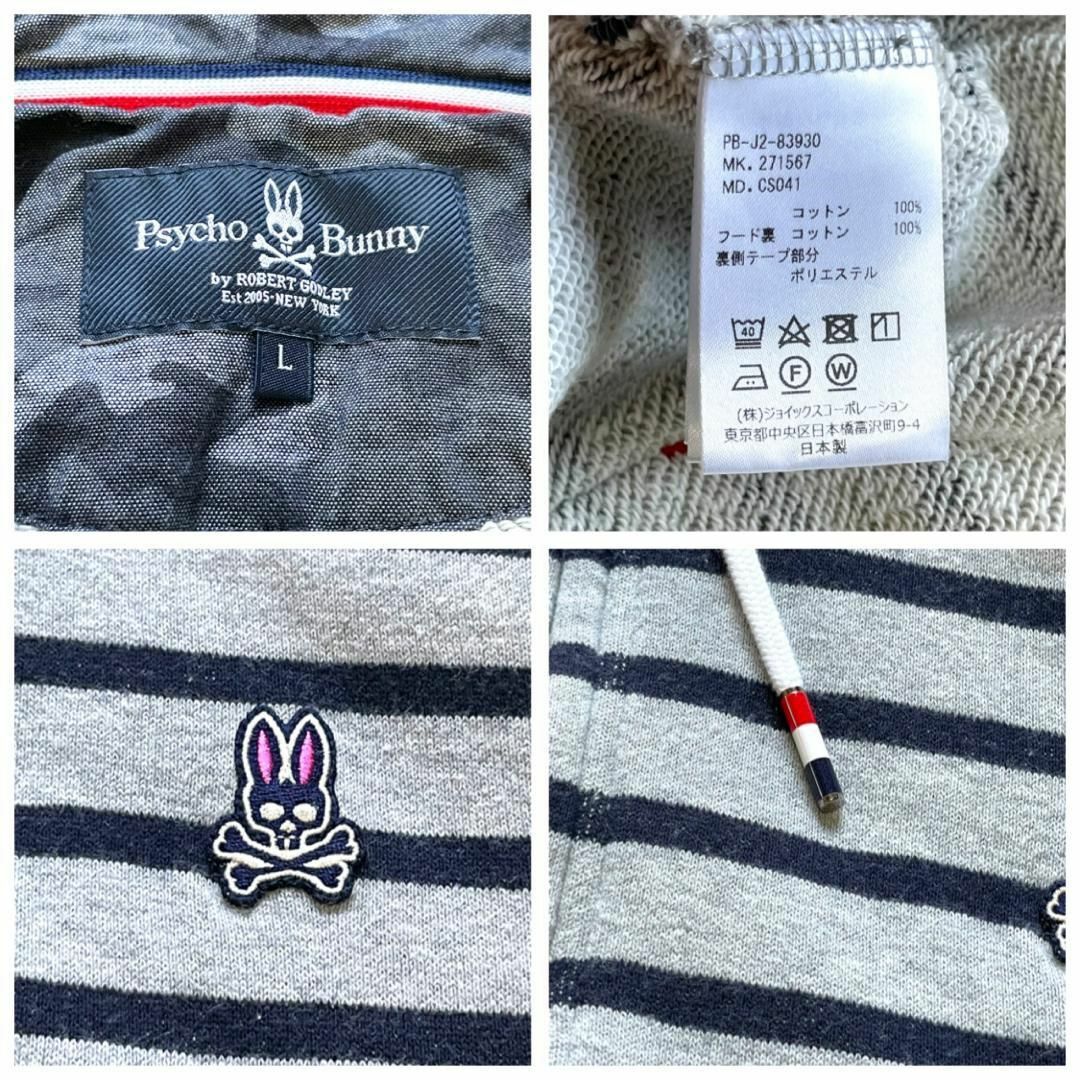 Psycho Bunny
by ROBERT GODLEY
Est 2005-NEW YORK
L
PB-J2-83930
MK. 271567
MD. CS041
コットン 100%
フード裏 コットン 100%
裏側テープ部分
ポリエステル
40
F W
(株)ジョイックスコーポレーション
東京都中央区日本橋富沢町9-4
日本製